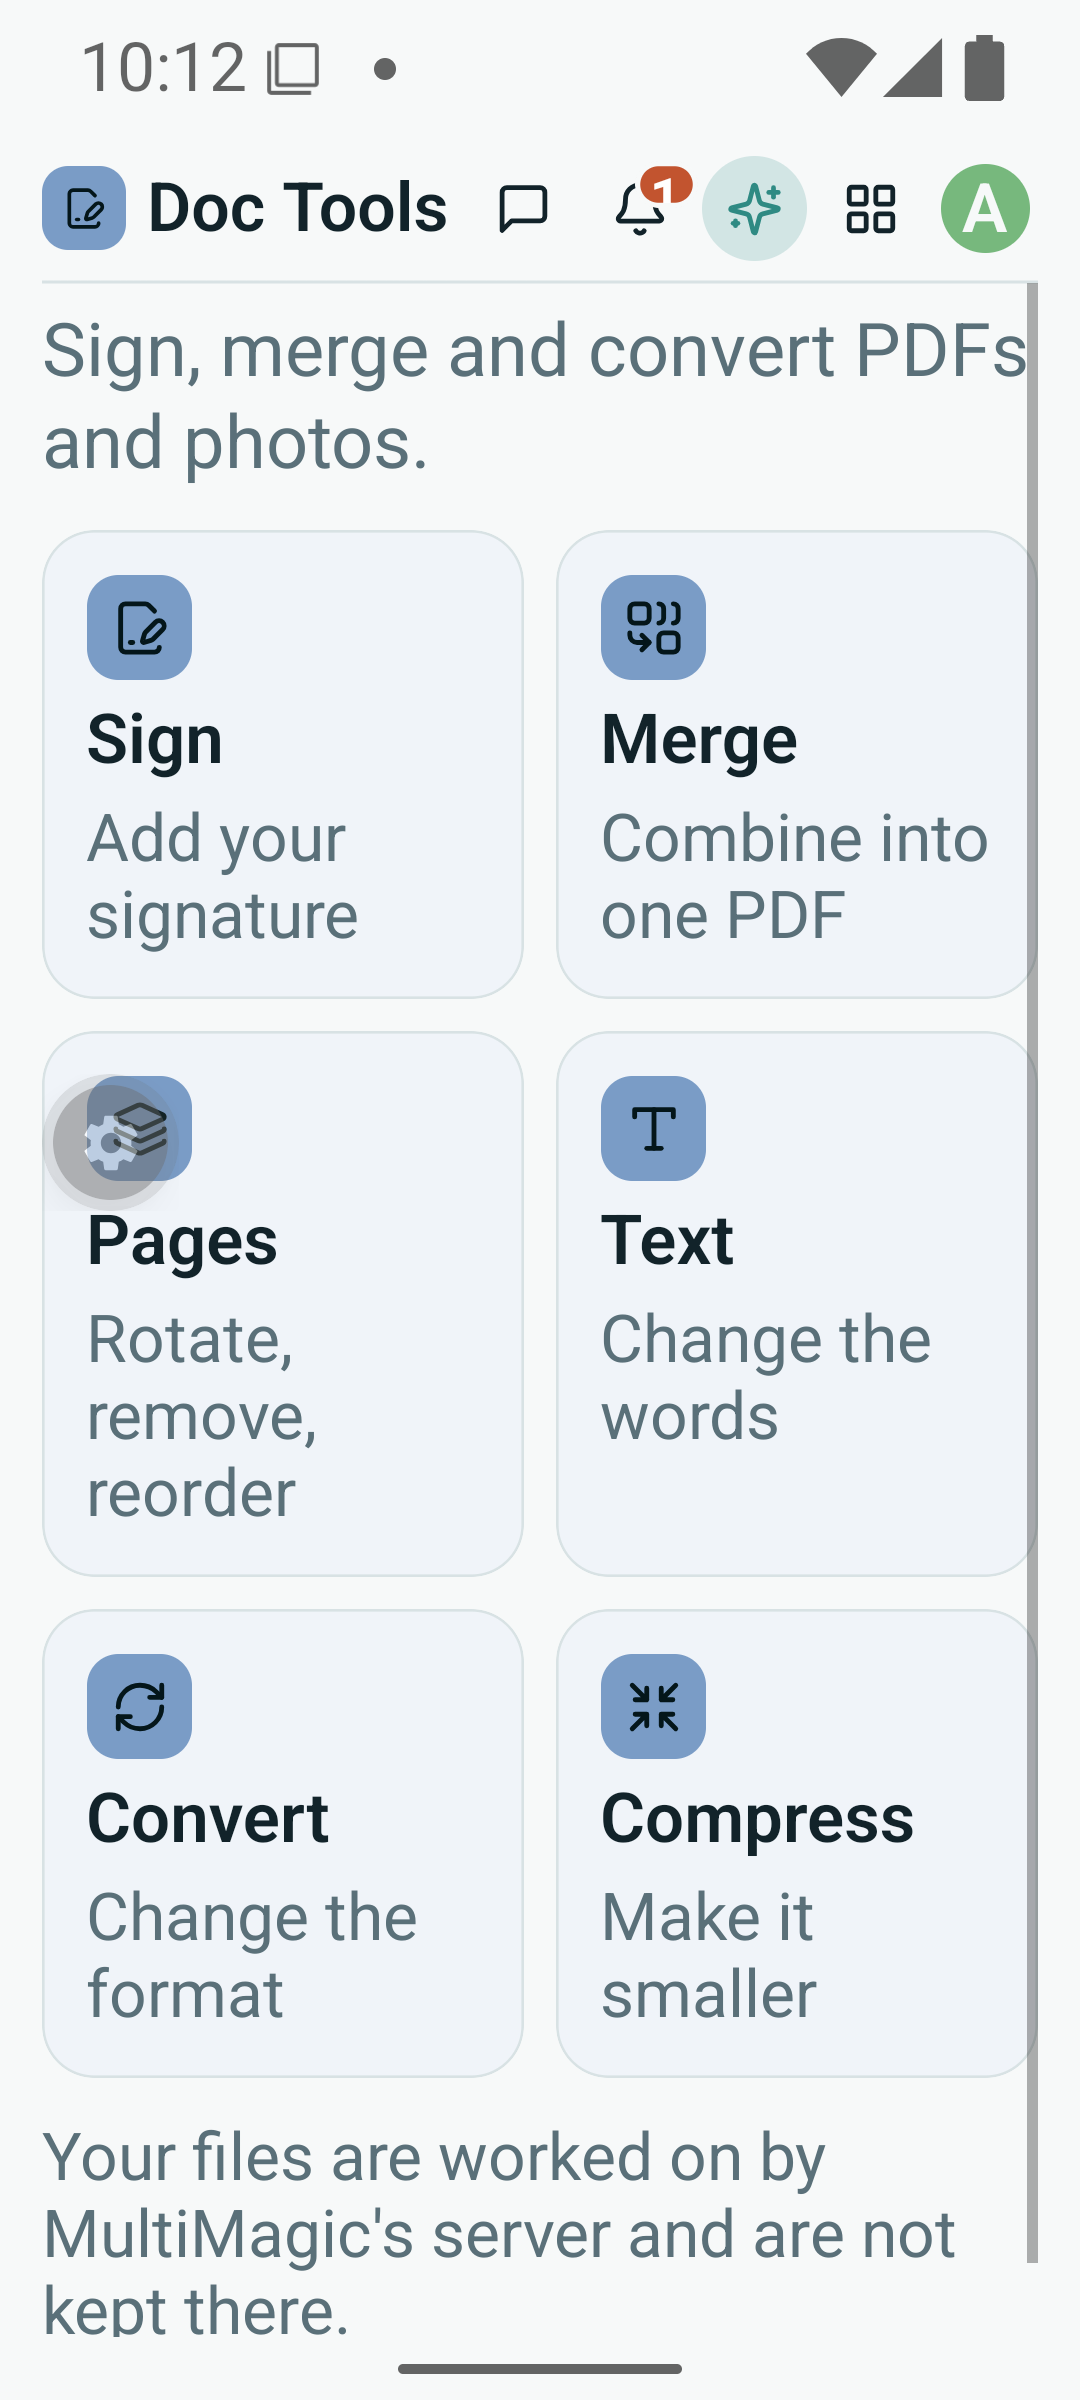 10:12
Doc Tools
1
A
Sign, merge and convert PDFs
and photos.
Sign
Add your
signature
Merge
Combine into
one PDF
Pages
Rotate,
remove,
reorder
Text
Change the
words
Convert
Change the
format
Compress
Make it
smaller
Your files are worked on by
MultiMagic's server and are not
kept there.